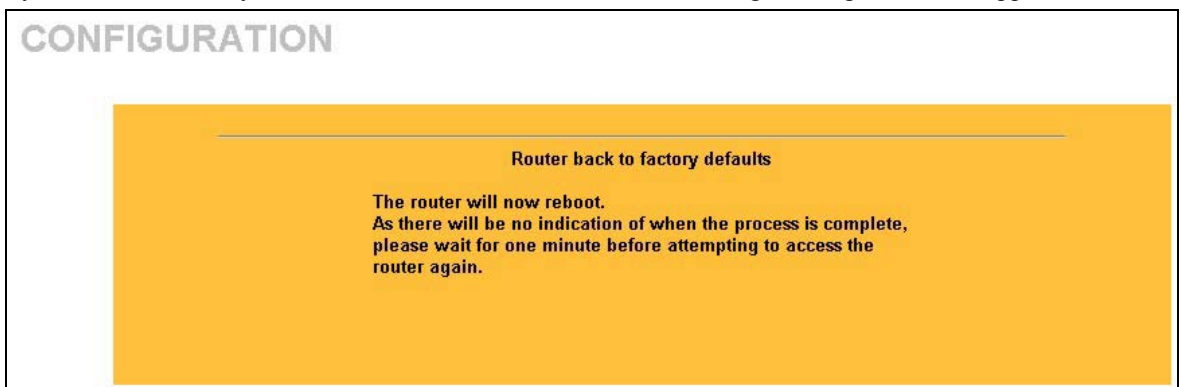 CONFIGURATION
Router back to factory defaults
The router will now reboot.
As there will be no indication of when the process is complete,
please wait for one minute before attempting to access the
router again.